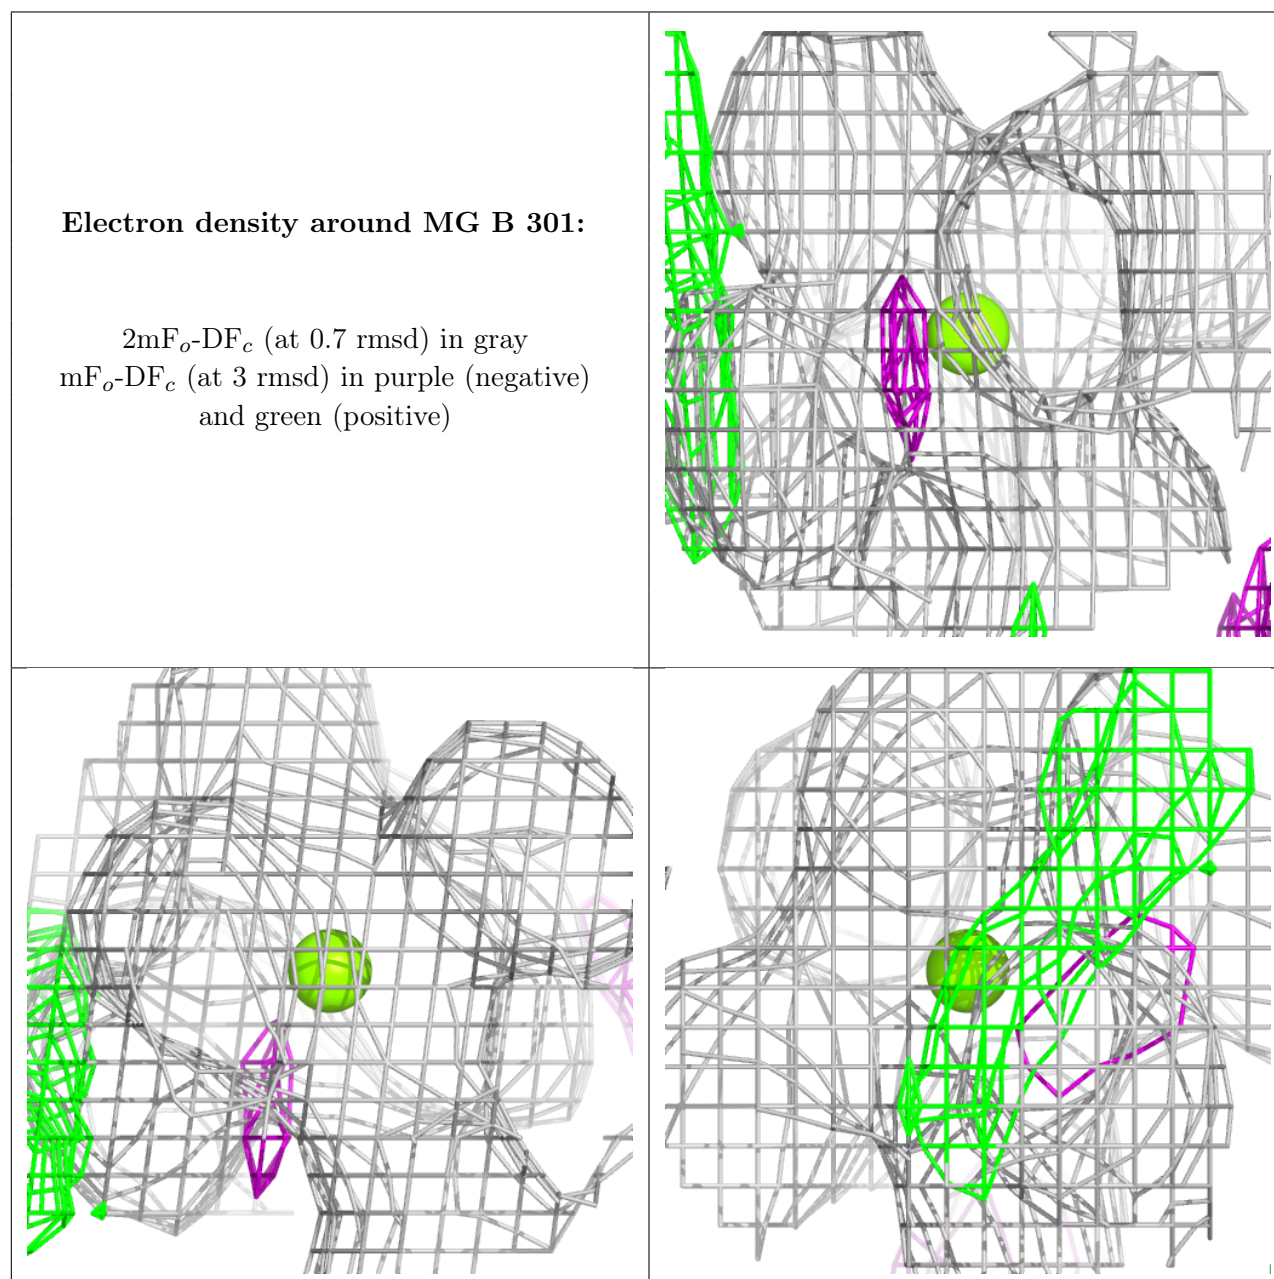 Electron density around MG B 301:
2mFo-DFc (at 0.7 rmsd) in gray
mFo-DFc (at 3 rmsd) in purple (negative)
and green (positive)